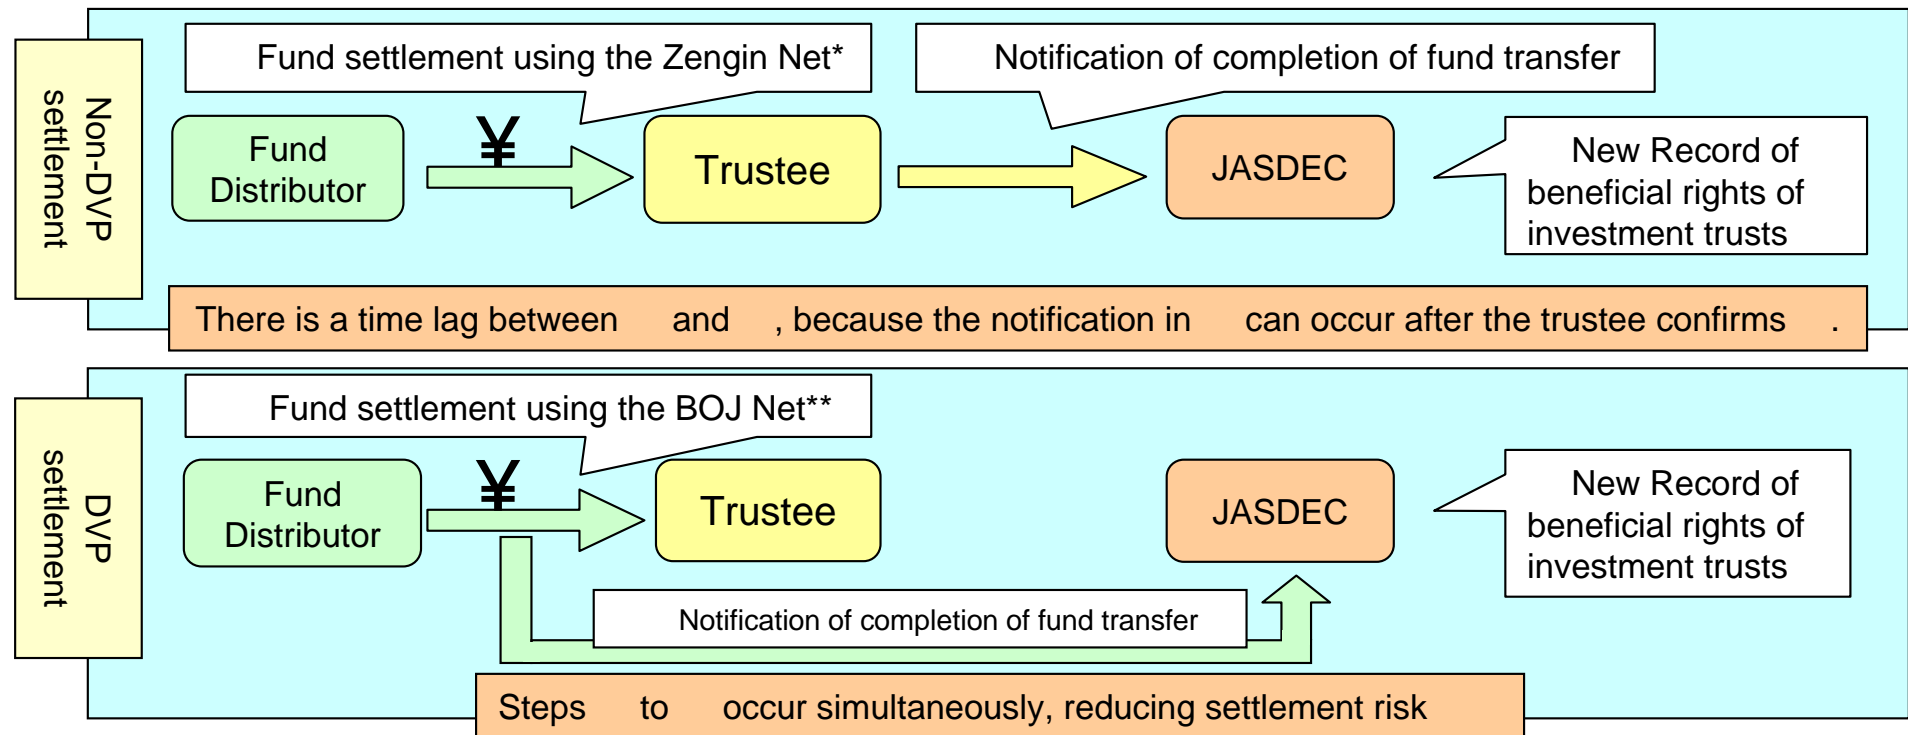 Non-DVP
settlement
Fund settlement using the Zengin Net*
Notification of completion of fund transfer
Fund
Distributor
¥
Trustee
JASDEC
New Record of
beneficial rights of
investment trusts
There is a time lag between and , because the notification in can occur after the trustee confirms .
DVP
settlement
Fund settlement using the BOJ Net**
Fund
Distributor
¥
Trustee
JASDEC
New Record of
beneficial rights of
investment trusts
Notification of completion of fund transfer
Steps to occur simultaneously, reducing settlement risk